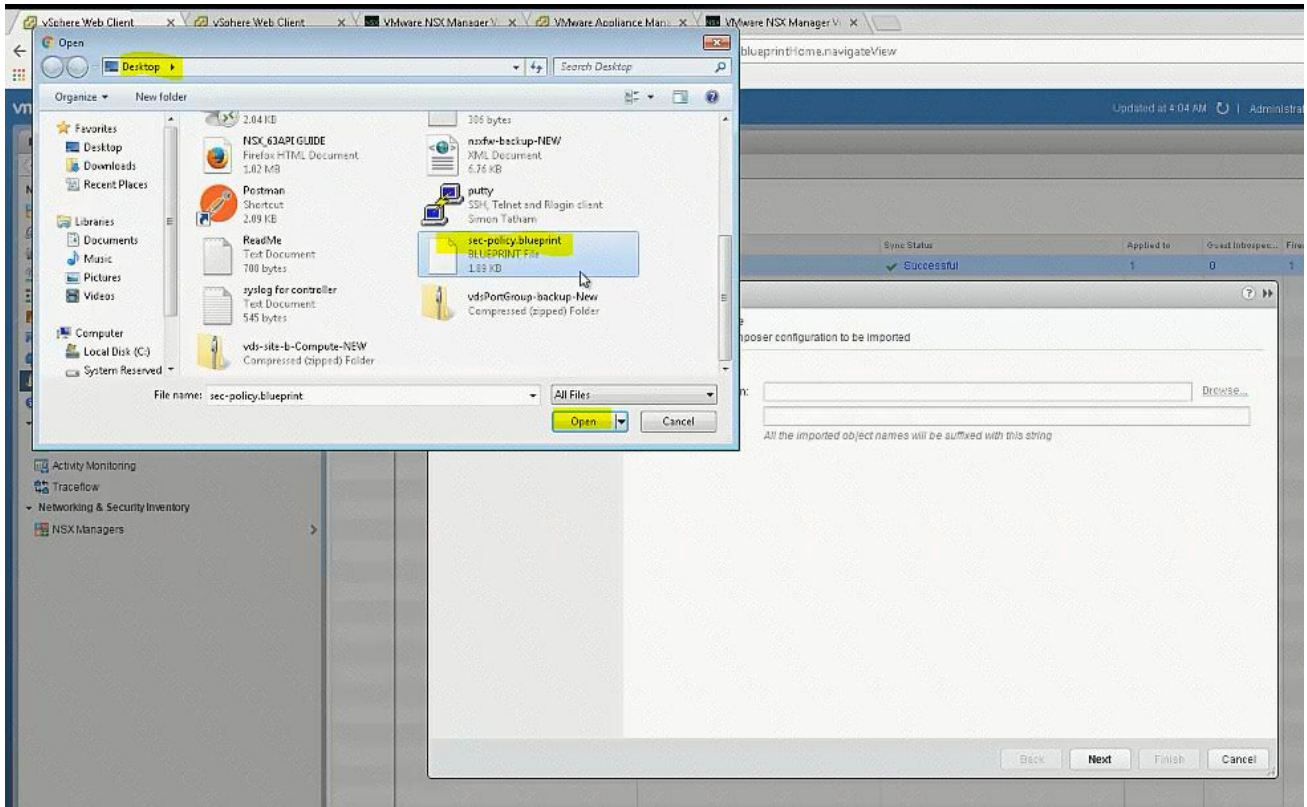 vSphere Web Client
vSphere Web Client
VMware NSX Manager Vi
VMware Appliance Mana
VMware NSX Manager Vi
Open
blueprintHome.navigateView
Desktop
Search Desktop
Organize
New folder
vm
Updated at 4:04 AM
Administrat
Favorites
Desktop
Downloads
Recent Places
Libraries
Documents
Music
Pictures
Videos
Computer
Local Disk (C:)
System Reserved
2.04 KB
NSX_63API GUIDE
Firefox HTML Document
1.02 MB
Postman
Shortcut
2.09 KB
ReadMe
Text Document
700 bytes
syslog for controller
Text Document
545 bytes
vds-site-b-Compute-NEW
Compressed (zipped) Folder
306 bytes
nsxfw-backup-NEW
XML Document
6.76 KB
putty
SSH, Telnet and Rlogin client
Simon Tatham
sec-policy.blueprint
BLUEPRINT File
1.89 KB
vdsPortGroup-backup-New
Compressed (zipped) Folder
File name:
sec-policy.blueprint
All Files
Open
Cancel
Sync Status
Applied to
Guest Introspec...
Fire
Successful
1
0
1
mposer configuration to be imported
n:
Browse...
All the imported object names will be suffixed with this string
Activity Monitoring
Traceflow
Networking & Security Inventory
NSX Managers
Back
Next
Finish
Cancel